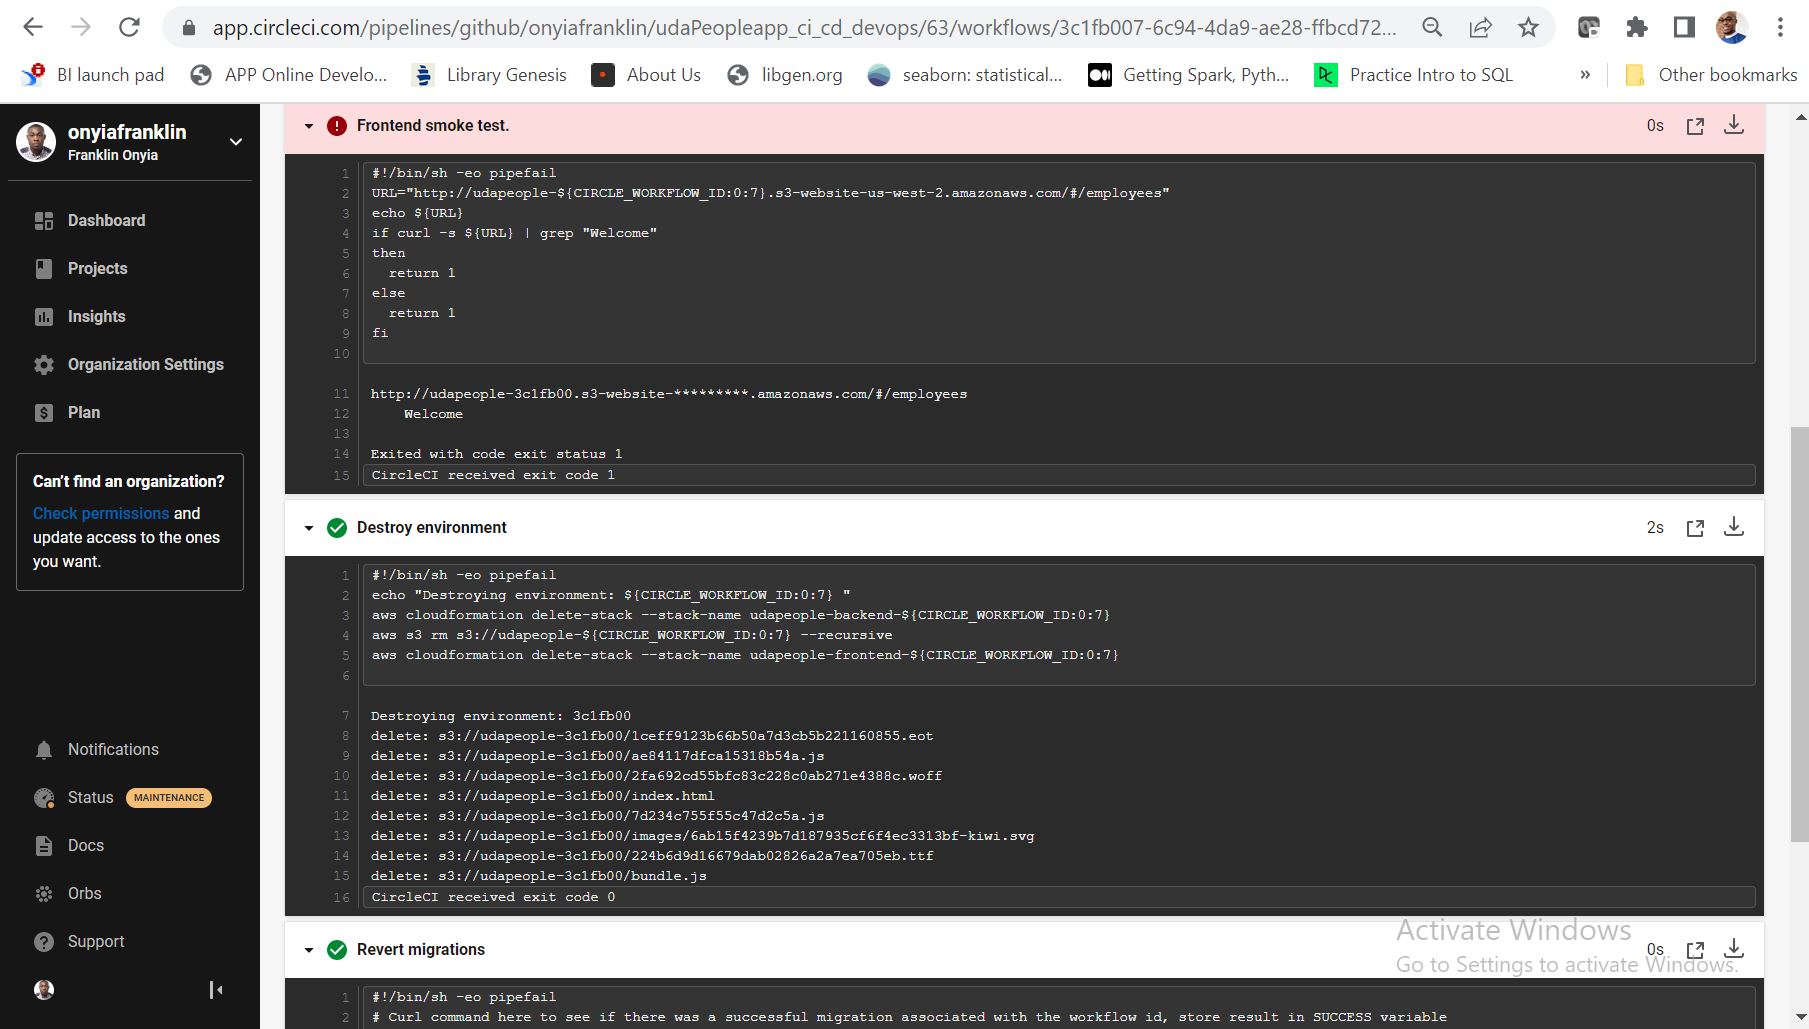 app.circleci.com/pipelines/github/onyiafranklin/udaPeopleapp_ci_cd_devops/63/workflows/3c1fb007-6c94-4da9-ae28-ffbcd72...
BI launch pad
APP Online Develo...
Library Genesis
About Us
libgen.org
seaborn: statistical...
Getting Spark, Pyth...
Practice Intro to SQL
»
Other bookmarks
onyiafranklin
Franklin Onyia
Dashboard
Projects
Insights
Organization Settings
Plan
Can't find an organization?
Check permissions and
update access to the ones
you want.
Notifications
Status MAINTENANCE
Docs
Orbs
Support
Frontend smoke test. 0s
1 #!/bin/sh -eo pipefail
2 URL="http://udapeople-${CIRCLE_WORKFLOW_ID:0:7}.s3-website-us-west-2.amazonaws.com/#/employees"
3 echo ${URL}
4 if curl -s ${URL} | grep "Welcome"
5 then
6 return 1
7 else
8 return 1
9 fi
10
11 http://udapeople-3c1fb00.s3-website-*********.amazonaws.com/#/employees
12 Welcome
13
14 Exited with code exit status 1
15 CircleCI received exit code 1
Destroy environment 2s
1 #!/bin/sh -eo pipefail
2 echo "Destroying environment: ${CIRCLE_WORKFLOW_ID:0:7} "
3 aws cloudformation delete-stack --stack-name udapeople-backend-${CIRCLE_WORKFLOW_ID:0:7}
4 aws s3 rm s3://udapeople-${CIRCLE_WORKFLOW_ID:0:7} --recursive
5 aws cloudformation delete-stack --stack-name udapeople-frontend-${CIRCLE_WORKFLOW_ID:0:7}
6
7 Destroying environment: 3c1fb00
8 delete: s3://udapeople-3c1fb00/1ceff9123b66b50a7d3cb5b221160855.eot
9 delete: s3://udapeople-3c1fb00/ae84117dfca15318b54a.js
10 delete: s3://udapeople-3c1fb00/2fa692cd55bfc83c228c0ab271e4388c.woff
11 delete: s3://udapeople-3c1fb00/index.html
12 delete: s3://udapeople-3c1fb00/7d234c755f55c47d2c5a.js
13 delete: s3://udapeople-3c1fb00/images/6ab15f4239b7d187935cf6f4ec3313bf-kiwi.svg
14 delete: s3://udapeople-3c1fb00/224b6d9d16679dab02826a2a7ea705eb.ttf
15 delete: s3://udapeople-3c1fb00/bundle.js
16 CircleCI received exit code 0
Activate Windows
Go to Settings to activate Windows.
Revert migrations 0s
1 #!/bin/sh -eo pipefail
2 # Curl command here to see if there was a successful migration associated with the workflow id, store result in SUCCESS variable